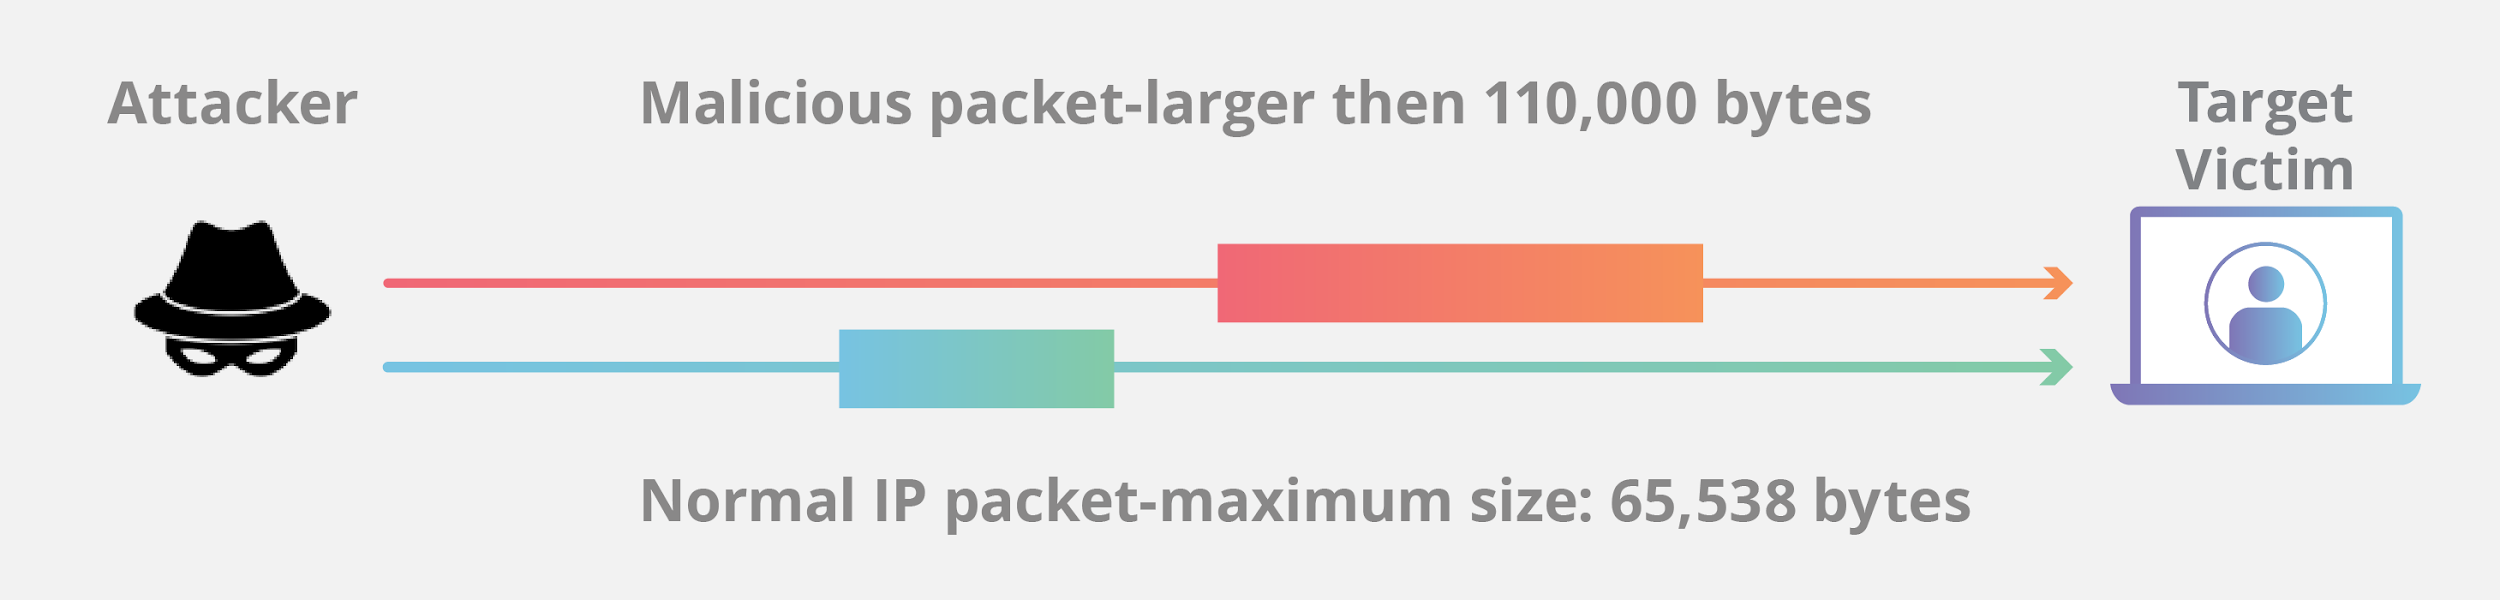 Attacker
Malicious packet-larger then 110,000 bytes
Target
Victim
Normal IP packet-maximum size: 65,538 bytes